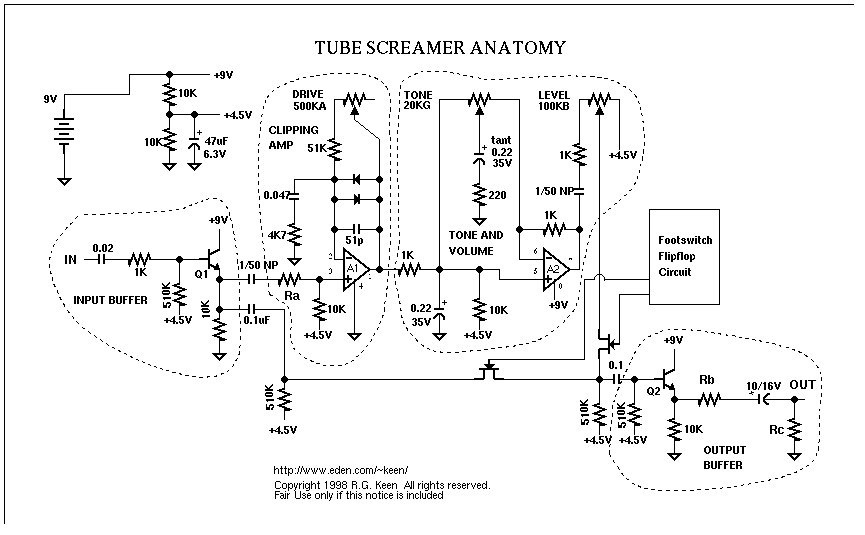 TUBE SCREAMER ANATOMY
9V
+9V
10K
+4.5V
10K
47uF
6.3V
+
DRIVE
500KA
CLIPPING
AMP
51K
0.047
4K7
51p
2
3
A1
4
TONE
20KG
+
tant
0.22
35V
220
TONE AND
VOLUME
LEVEL
100KB
1K
+4.5V
1/50 NP
1K
6
5
A2
8
+9V
INPUT BUFFER
IN
0.02
1K
510K
+4.5V
+9V
Q1
10K
1/50 NP
0.1uF
Ra
10K
+4.5V
510K
+4.5V
1K
0.22
35V
+
10K
+4.5V
Footswitch
Flipflop
Circuit
0.1
510K
+4.5V
510K
+4.5V
+9V
Q2
10K
Rb
10/16V
+
OUT
Rc
OUTPUT
BUFFER
http://www.eden.com/~keen/
Copyright 1998 R.G. Keen  All rights reserved.
Fair Use only if this notice is included